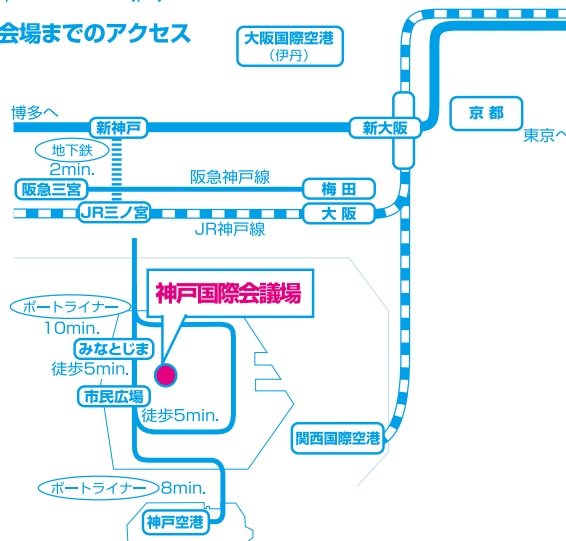 会場までのアクセス
大阪国際空港
（伊丹）
博多へ
新神戸
新大阪
京都
東京へ
地下鉄
2min.
阪急三宮
阪急神戸線
梅田
JR三ノ宮
大阪
JR神戸線
神戸国際会議場
ポートライナー
10min.
みなとじま
徒歩5min.
市民広場
徒歩5min.
関西国際空港
ポートライナー 8min.
神戸空港